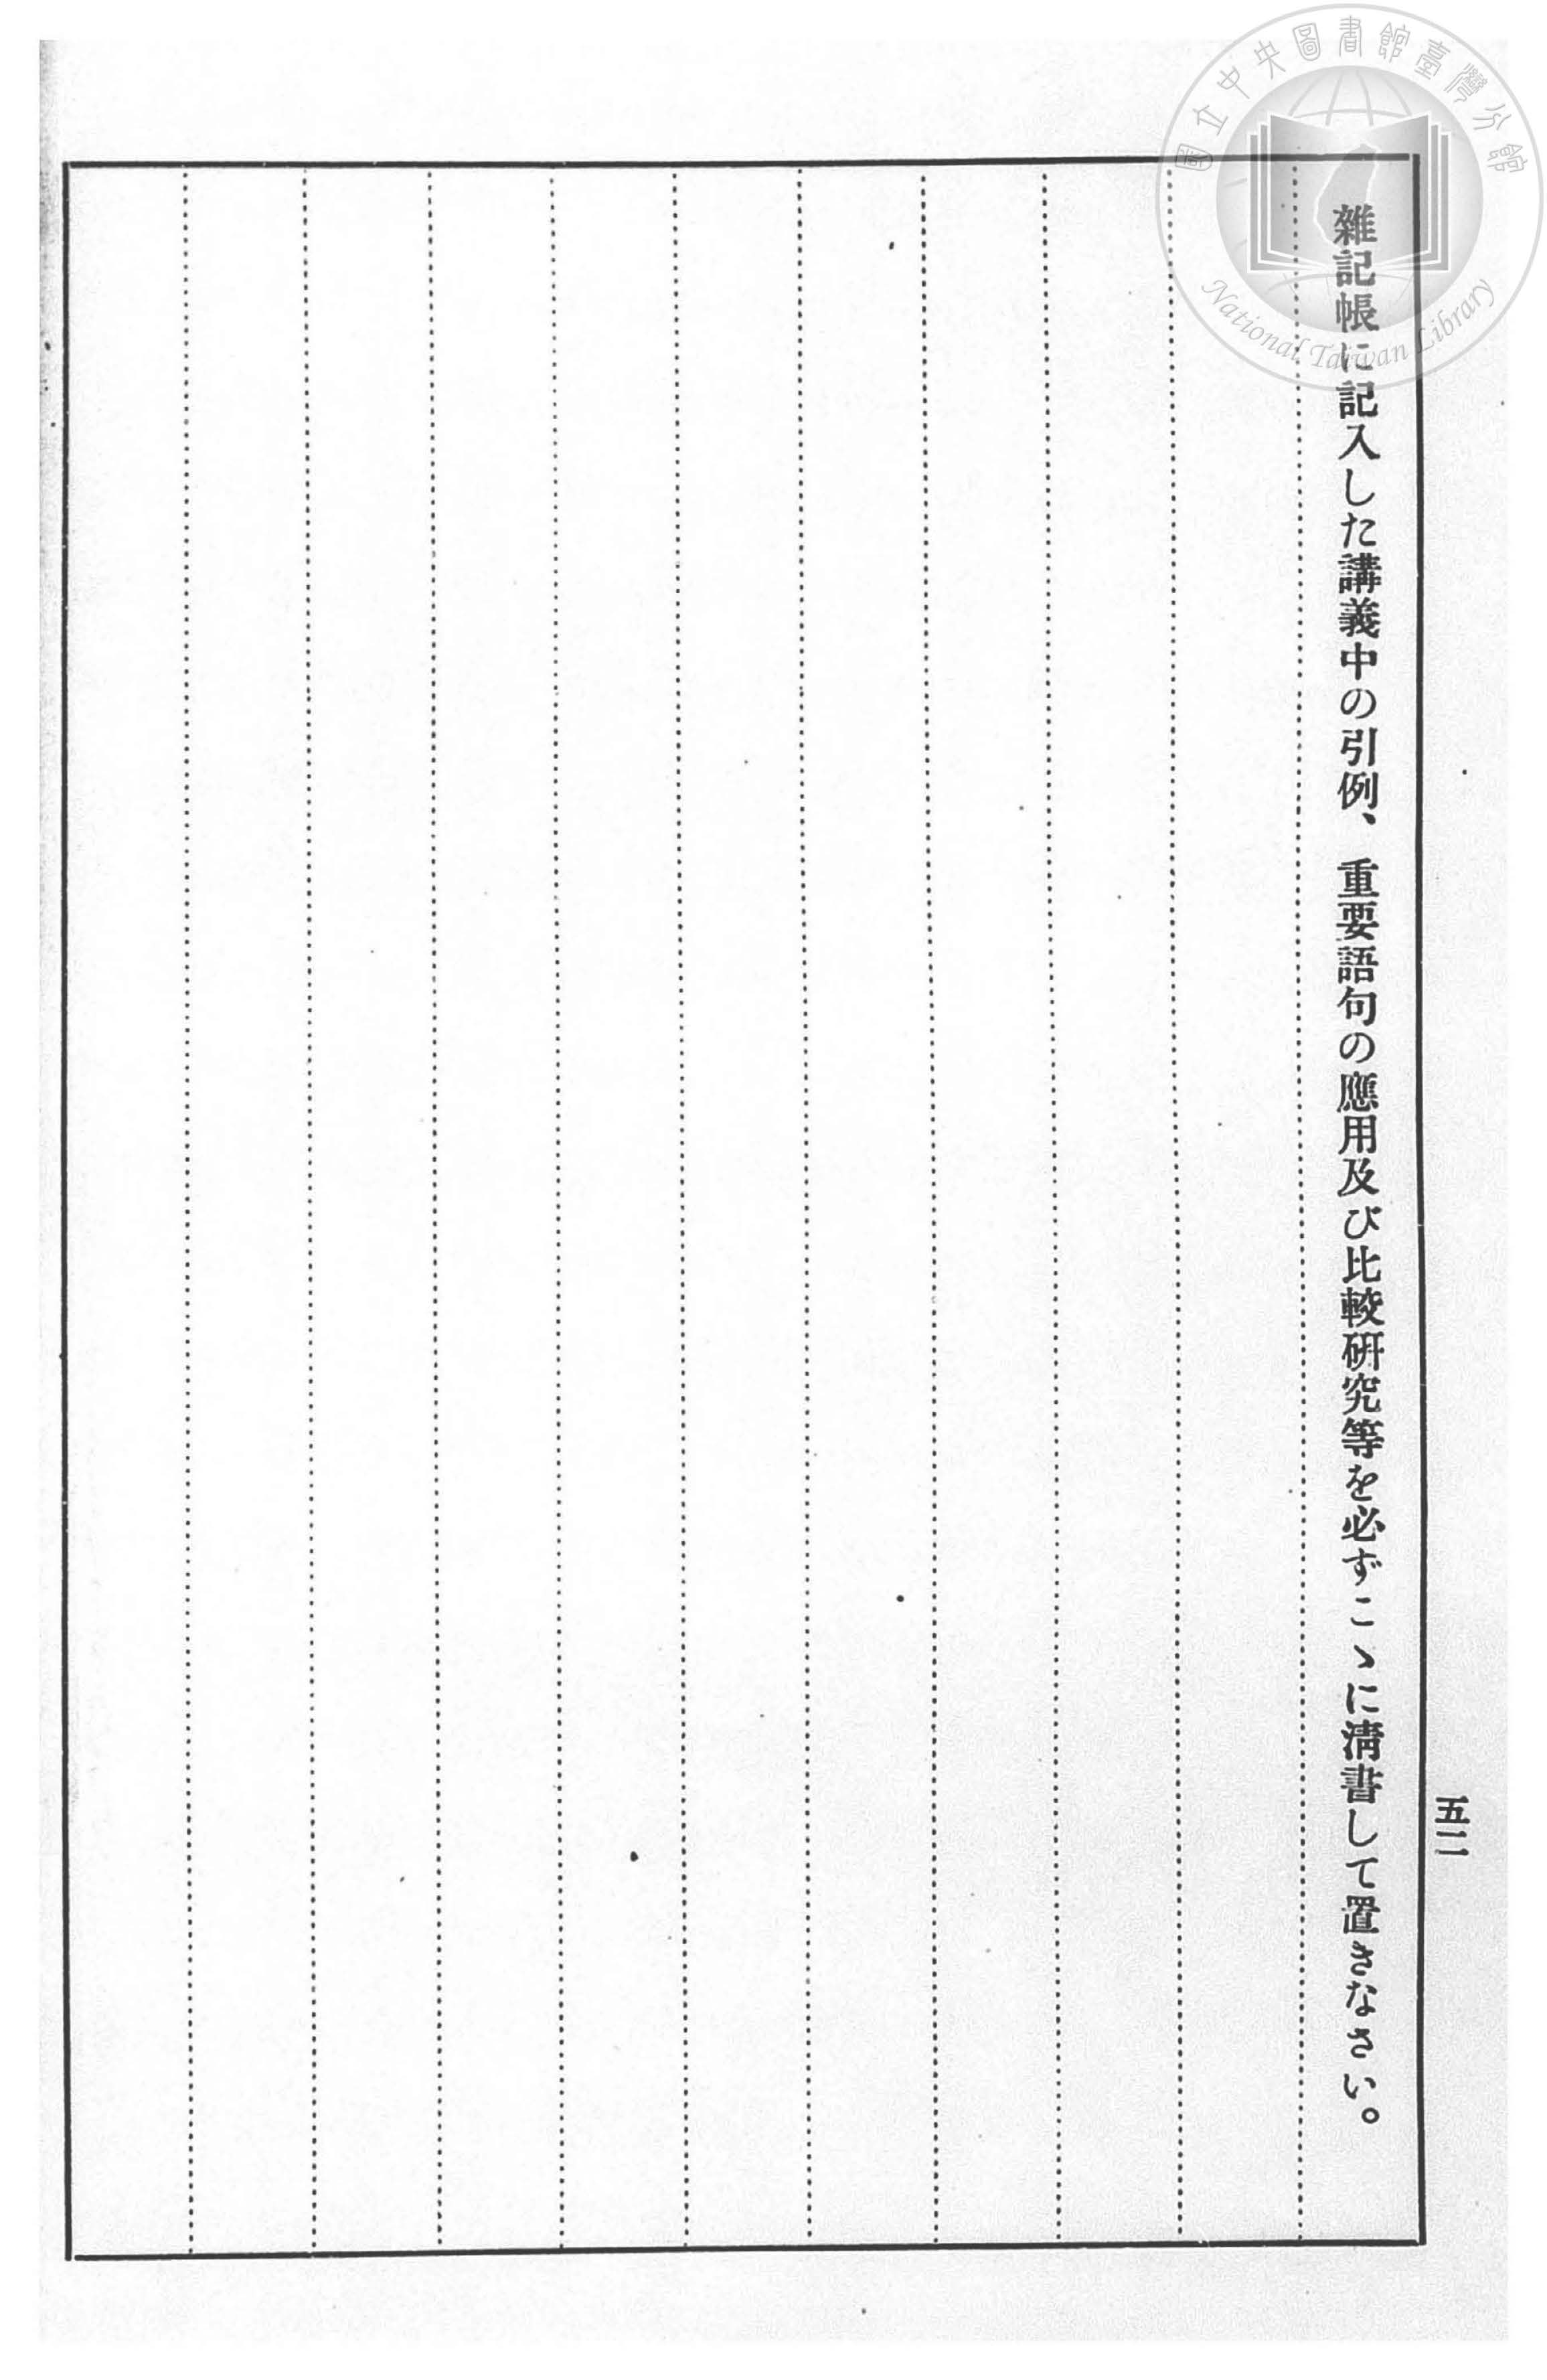 雜記帳に記入した講義中の引例、重要語句の應用及び比較硏究等を必ずこゝに淸書して置きなさい。
五二
國立中央圖書館臺灣分館
National Taiwan Library